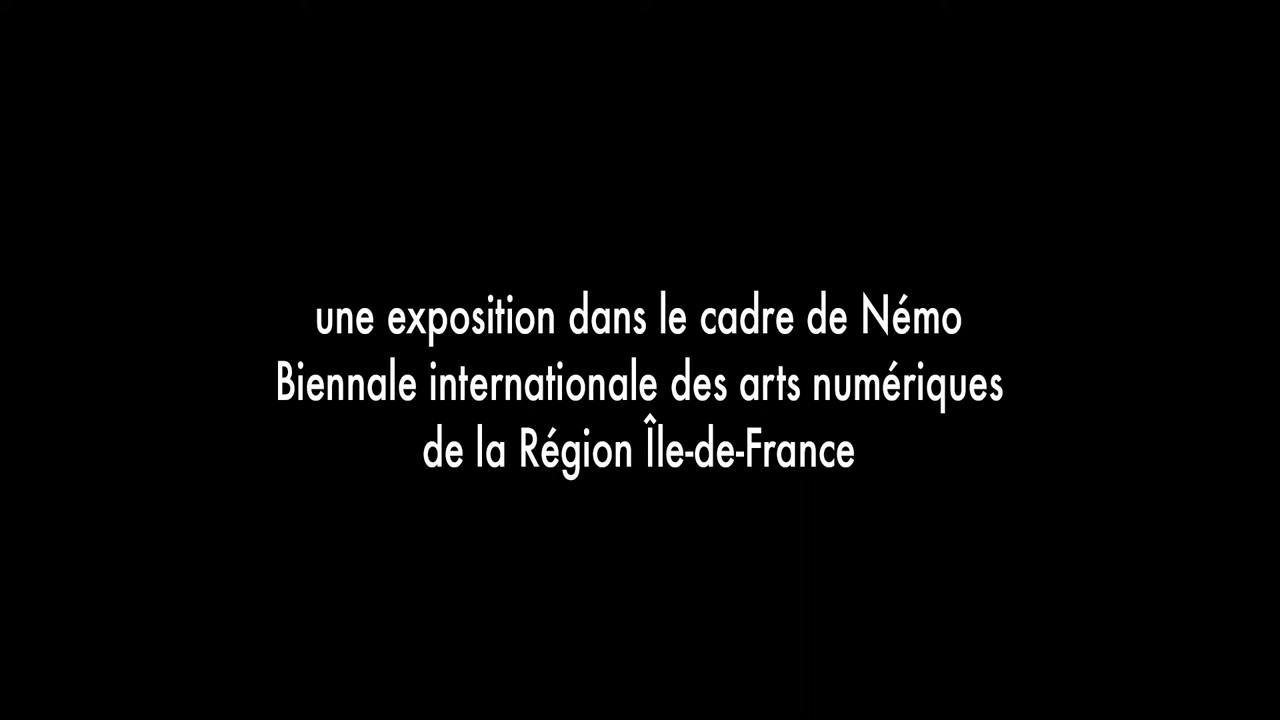 une exposition dans le cadre de Némo
Biennale internationale des arts numériques
de la Région Île-de-France